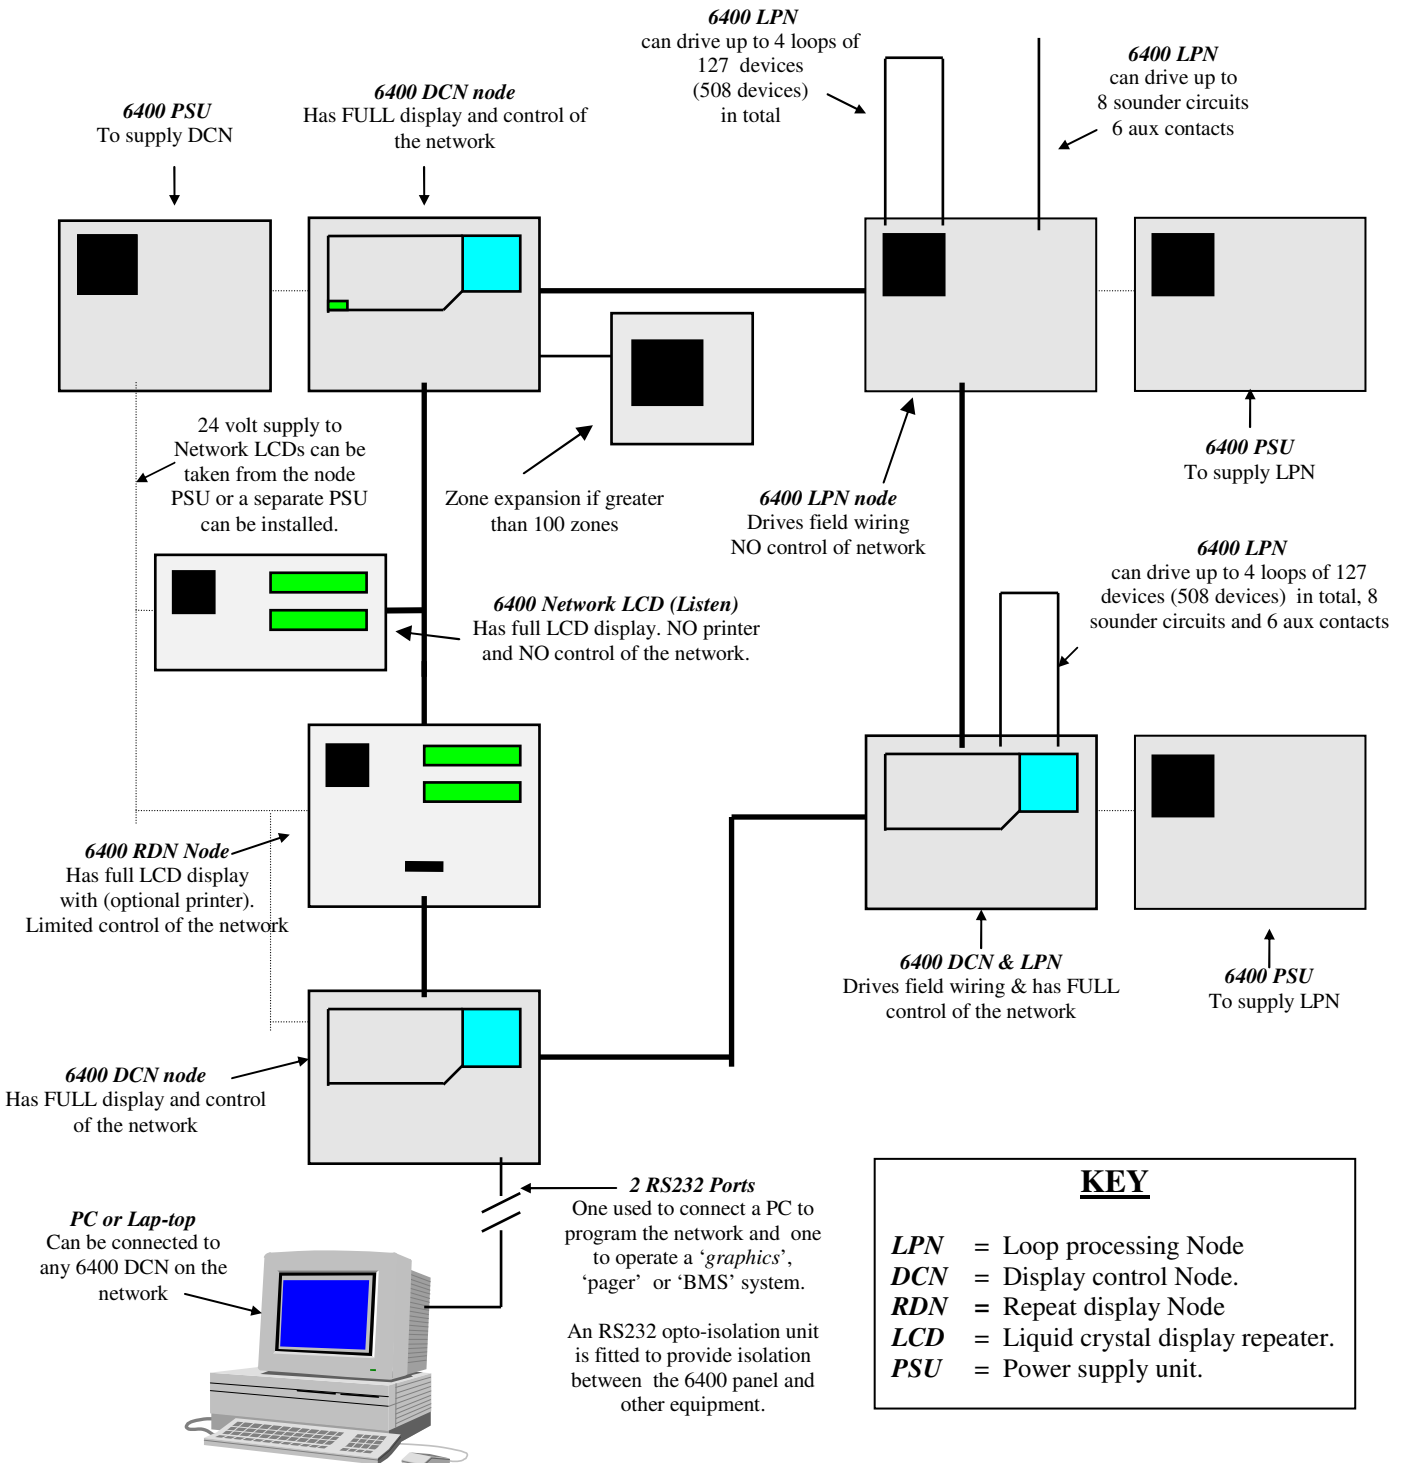 6400 LPN
can drive up to 4 loops of
127 devices
(508 devices)
in total
6400 LPN
can drive up to
8 sounder circuits
6 aux contacts
6400 DCN node
Has FULL display and control of
the network
6400 PSU
To supply DCN
24 volt supply to
Network LCDs can be
taken from the node
PSU or a separate PSU
can be installed.
Zone expansion if greater
than 100 zones
6400 LPN node
Drives field wiring
NO control of network
6400 PSU
To supply LPN
6400 LPN
can drive up to 4 loops of 127
devices (508 devices) in total, 8
sounder circuits and 6 aux contacts
6400 Network LCD (Listen)
Has full LCD display. NO printer
and NO control of the network.
6400 RDN Node
Has full LCD display
with (optional printer).
Limited control of the network
6400 DCN & LPN
Drives field wiring & has FULL
control of the network
6400 PSU
To supply LPN
6400 DCN node
Has FULL display and control
of the network
2 RS232 Ports
One used to connect a PC to
program the network and one
to operate a ‘graphics’,
‘pager’ or ‘BMS’ system.
An RS232 opto-isolation unit
is fitted to provide isolation
between the 6400 panel and
other equipment.
PC or Lap-top
Can be connected to
any 6400 DCN on the
network
KEY
LPN = Loop processing Node
DCN = Display control Node.
RDN = Repeat display Node
LCD = Liquid crystal display repeater.
PSU = Power supply unit.